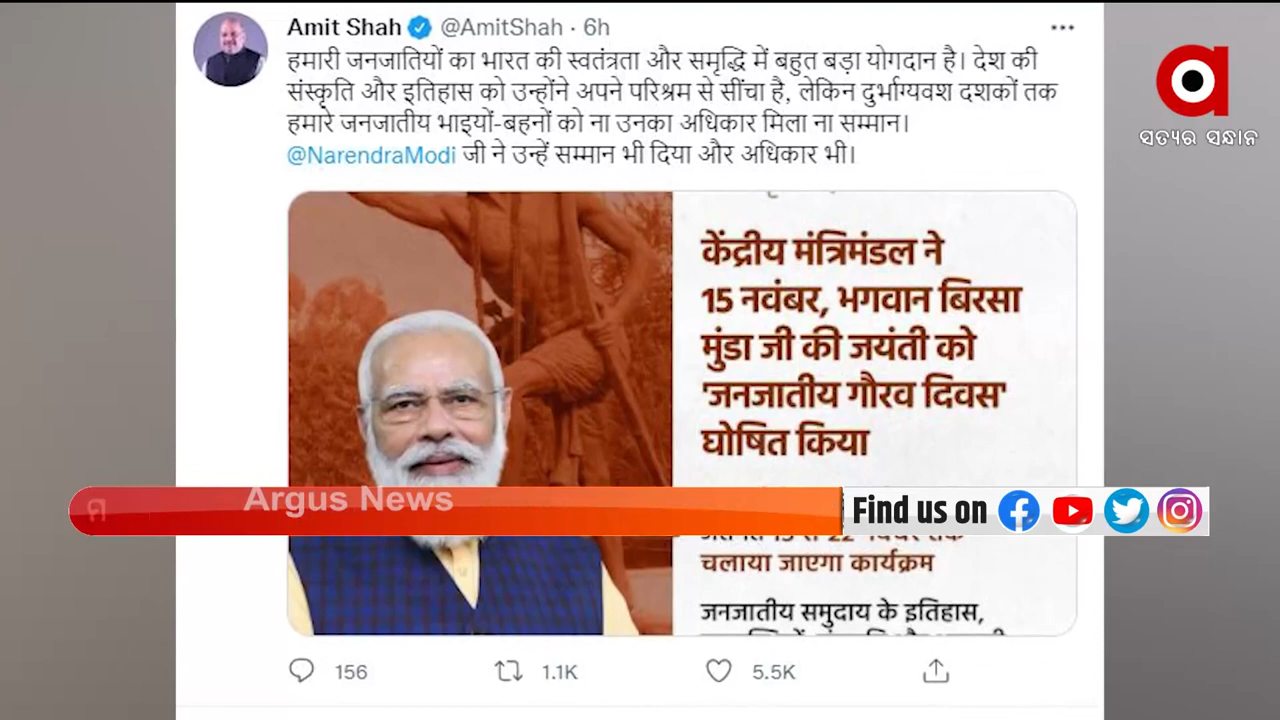 Amit Shah @AmitShah · 6h
हमारी जनजातियों का भारत की स्वतंत्रता और समृद्धि में बहुत बड़ा योगदान है। देश की
संस्कृति और इतिहास को उन्होंने अपने परिश्रम से सींचा है, लेकिन दुर्भाग्यवश दशकों तक
हमारे जनजातीय भाइयों-बहनों को ना उनका अधिकार मिला ना सम्मान।
@NarendraModi जी ने उन्हें सम्मान भी दिया और अधिकार भी।
ସତ୍ୟର ସନ୍ଧାନ
केंद्रीय मंत्रिमंडल ने
15 नवंबर, भगवान बिरसा
मुंडा जी की जयंती को
'जनजातीय गौरव दिवस'
घोषित किया
Argus News
Find us on
चलाया जाएगा कार्यक्रम
जनजातीय समुदाय के इतिहास,
156 1.1K 5.5K